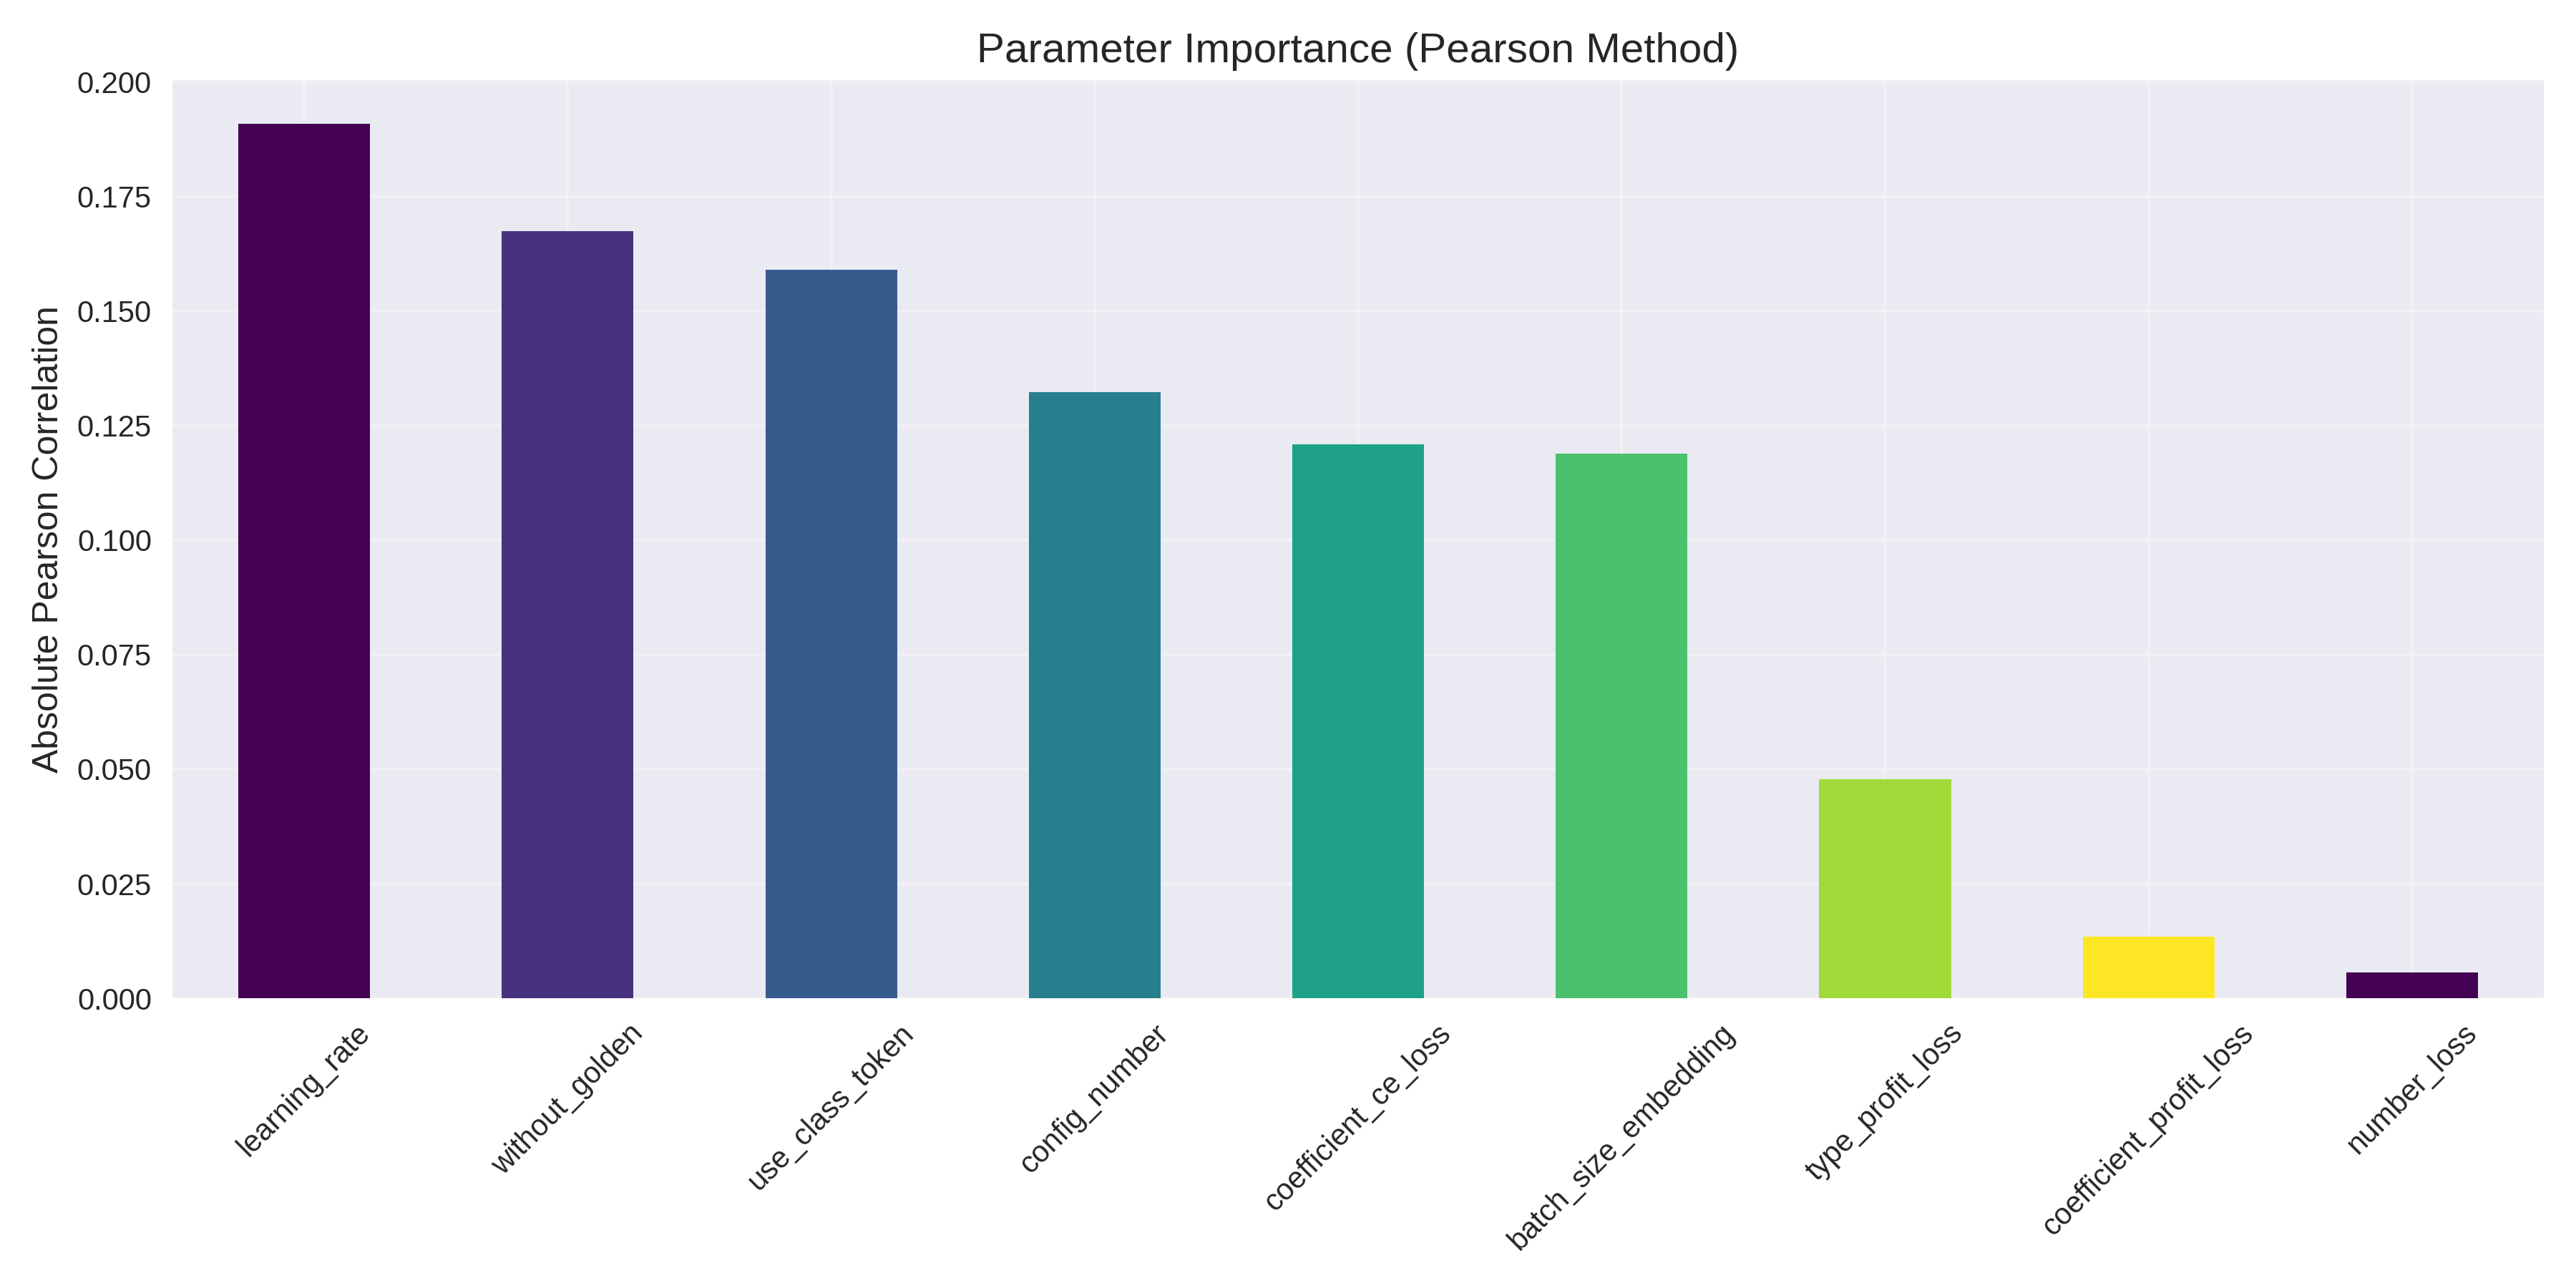 Parameter Importance (Pearson Method)
Absolute Pearson Correlation
0.200
0.175
0.150
0.125
0.100
0.075
0.050
0.025
0.000
learning_rate
without_golden
use_class_token
config_number
coefficient_ce_loss
batch_size_embedding
type_profit_loss
coefficient_profit_loss
number_loss